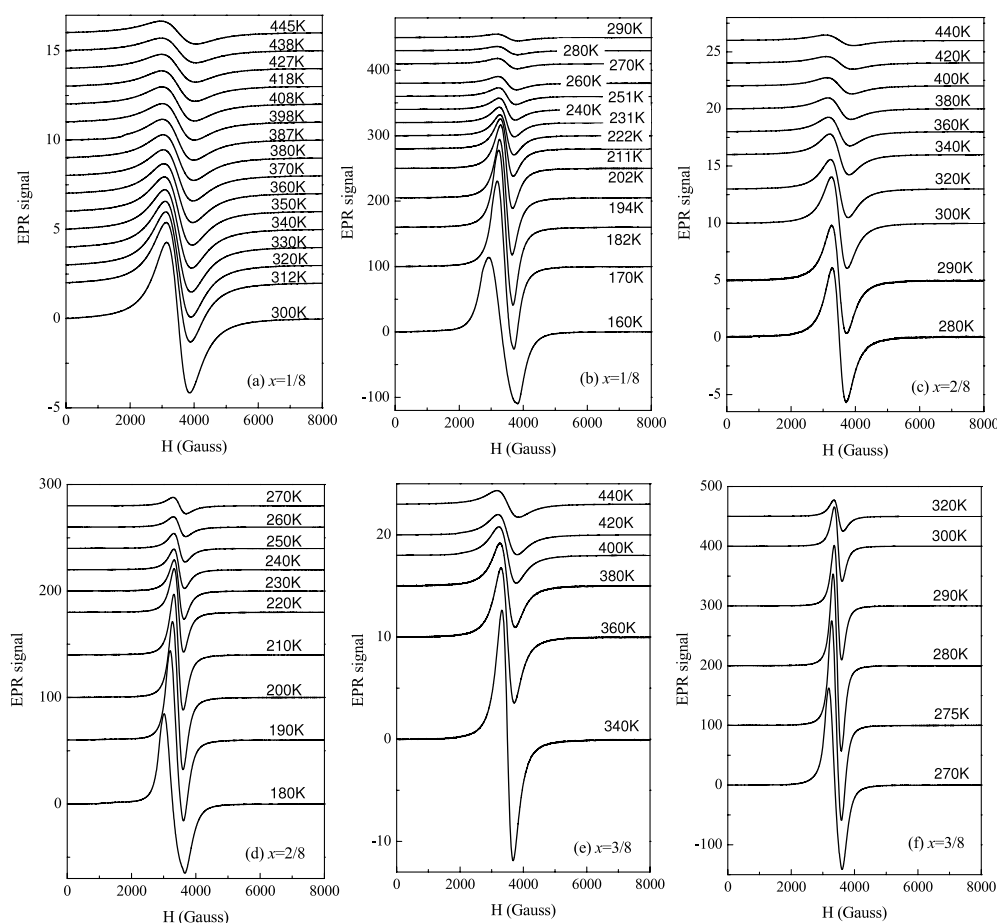 445K
438K
427K
418K
408K
398K
387K
380K
370K
360K
350K
340K
330K
320K
312K
300K
15
10
5
0
-5
EPR signal
(a) x=1/8
0 2000 4000 6000 8000
H (Gauss)
290K
280K
270K
260K
251K
240K
231K
222K
211K
202K
194K
182K
170K
160K
400
300
200
100
0
-100
EPR signal
(b) x=1/8
0 2000 4000 6000 8000
H (Gauss)
440K
420K
400K
380K
360K
340K
320K
300K
290K
280K
25
20
15
10
5
0
-5
EPR signal
(c) x=2/8
0 2000 4000 6000 8000
H (Gauss)
270K
260K
250K
240K
230K
220K
210K
200K
190K
180K
300
200
100
0
EPR signal
(d) x=2/8
0 2000 4000 6000 8000
H (Gauss)
440K
420K
400K
380K
360K
340K
20
10
0
-10
EPR signal
(e) x=3/8
0 2000 4000 6000 8000
H (Gauss)
320K
300K
290K
280K
275K
270K
500
400
300
200
100
0
-100
EPR signal
(f) x=3/8
0 2000 4000 6000 8000
H (Gauss)